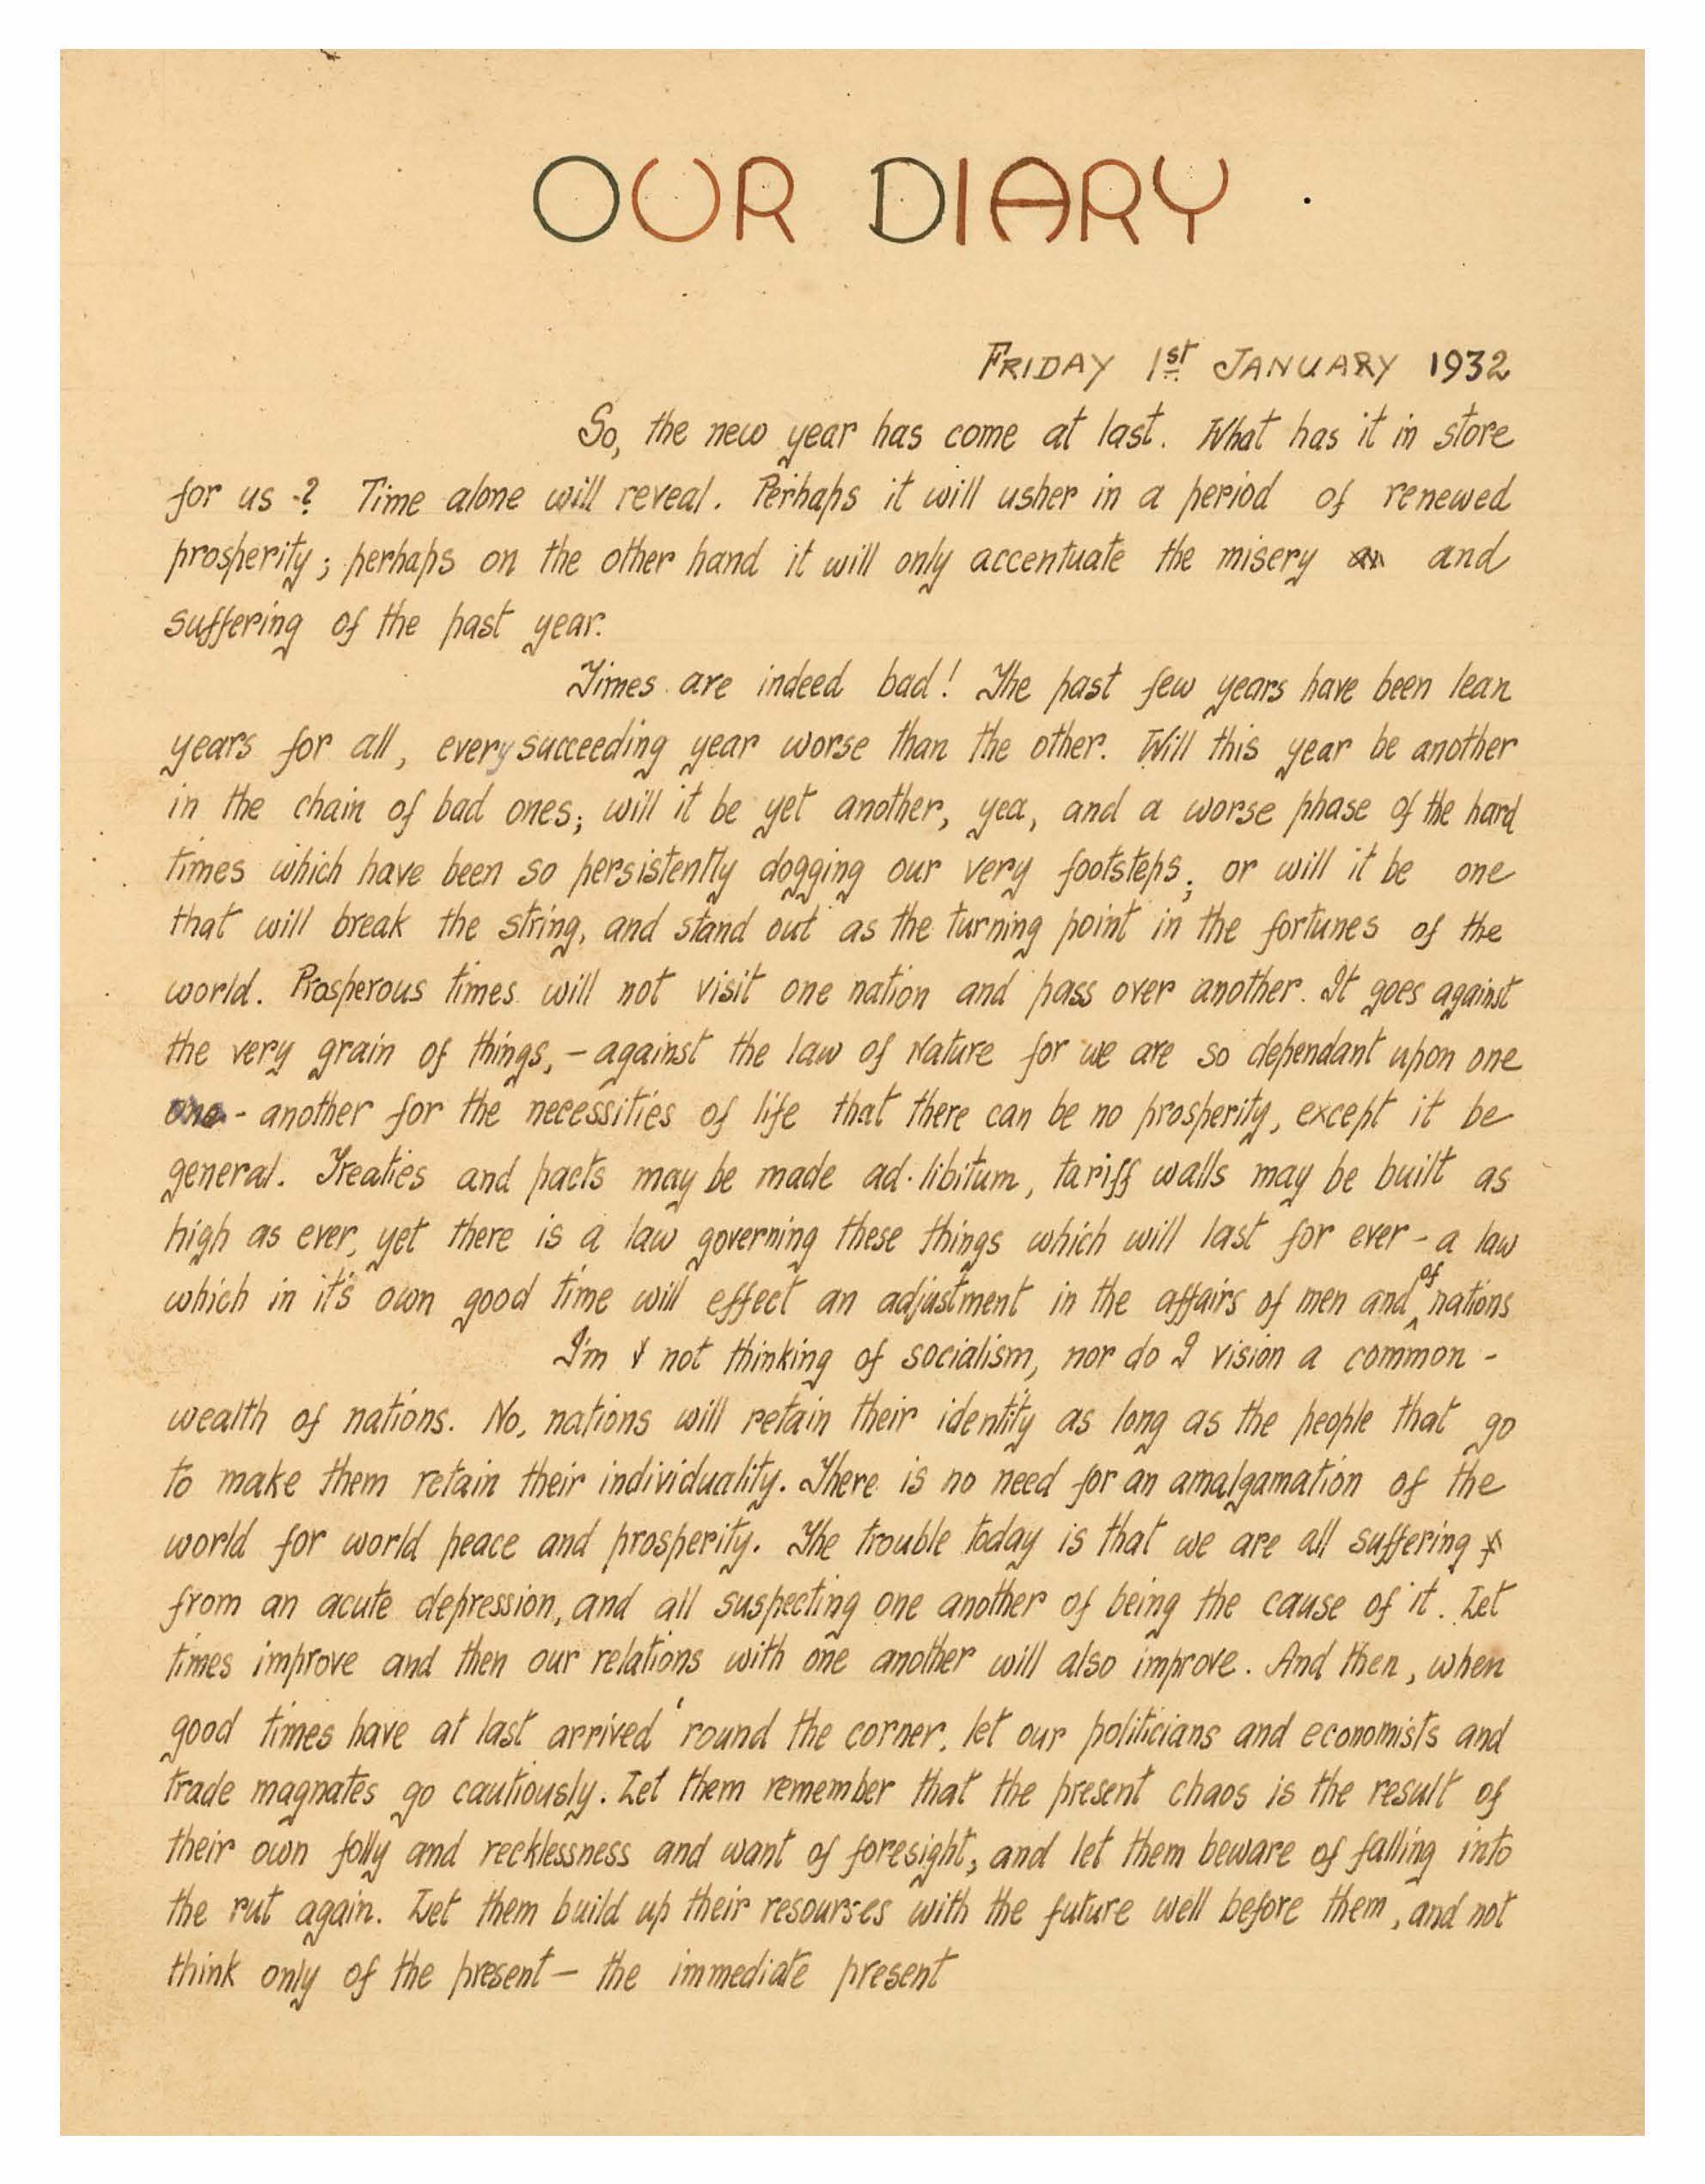 OUR DIARY.
FRIDAY 1st JANUARY 1932
So, the new year has come at last. What has it in store
for us -? Time alone will reveal. Perhaps it will usher in a period of renewed
prosperity; perhaps on the other hand it will only accentuate the misery and
suffering of the past year.
Times are indeed bad! The past few years have been lean
years for all, every succeeding year worse than the other. Will this year be another
in the chain of bad ones; will it be yet another, yea, and a worse phase of the hard
times which have been so persistently dogging our very footsteps; or will it be one
that will break the string, and stand out as the turning point in the fortunes of the
world. Prosperous times will not visit one nation and pass over another. It goes against
the very grain of things, - against the law of Nature for we are so dependant upon one
one - another for the necessities of life that there can be no prosperity, except it be
general. Treaties and pacts may be made ad. libitum, tariff walls may be built as
high as ever, yet there is a law governing these things which will last for ever - a law
which in it's own good time will effect an adjustment in the affairs of men and of nations
I'm not thinking of socialism, nor do I vision a common -
wealth of nations. No, nations will retain their identity as long as the people that go
to make them retain their individuality. There is no need for an amalgamation of the
world for world peace and prosperity. The trouble today is that we are all suffering
from an acute depression, and all suspecting one another of being the cause of it. Let
times improve and then our relations with one another will also improve. And then, when
good times have at last arrived 'round the corner, let our politicians and economists and
trade magnates go cautiously. Let them remember that the present chaos is the result of
their own folly and recklessness and want of foresight, and let them beware of falling into
the rut again. Let them build up their resourses with the future well before them, and not
think only of the present - the immediate present